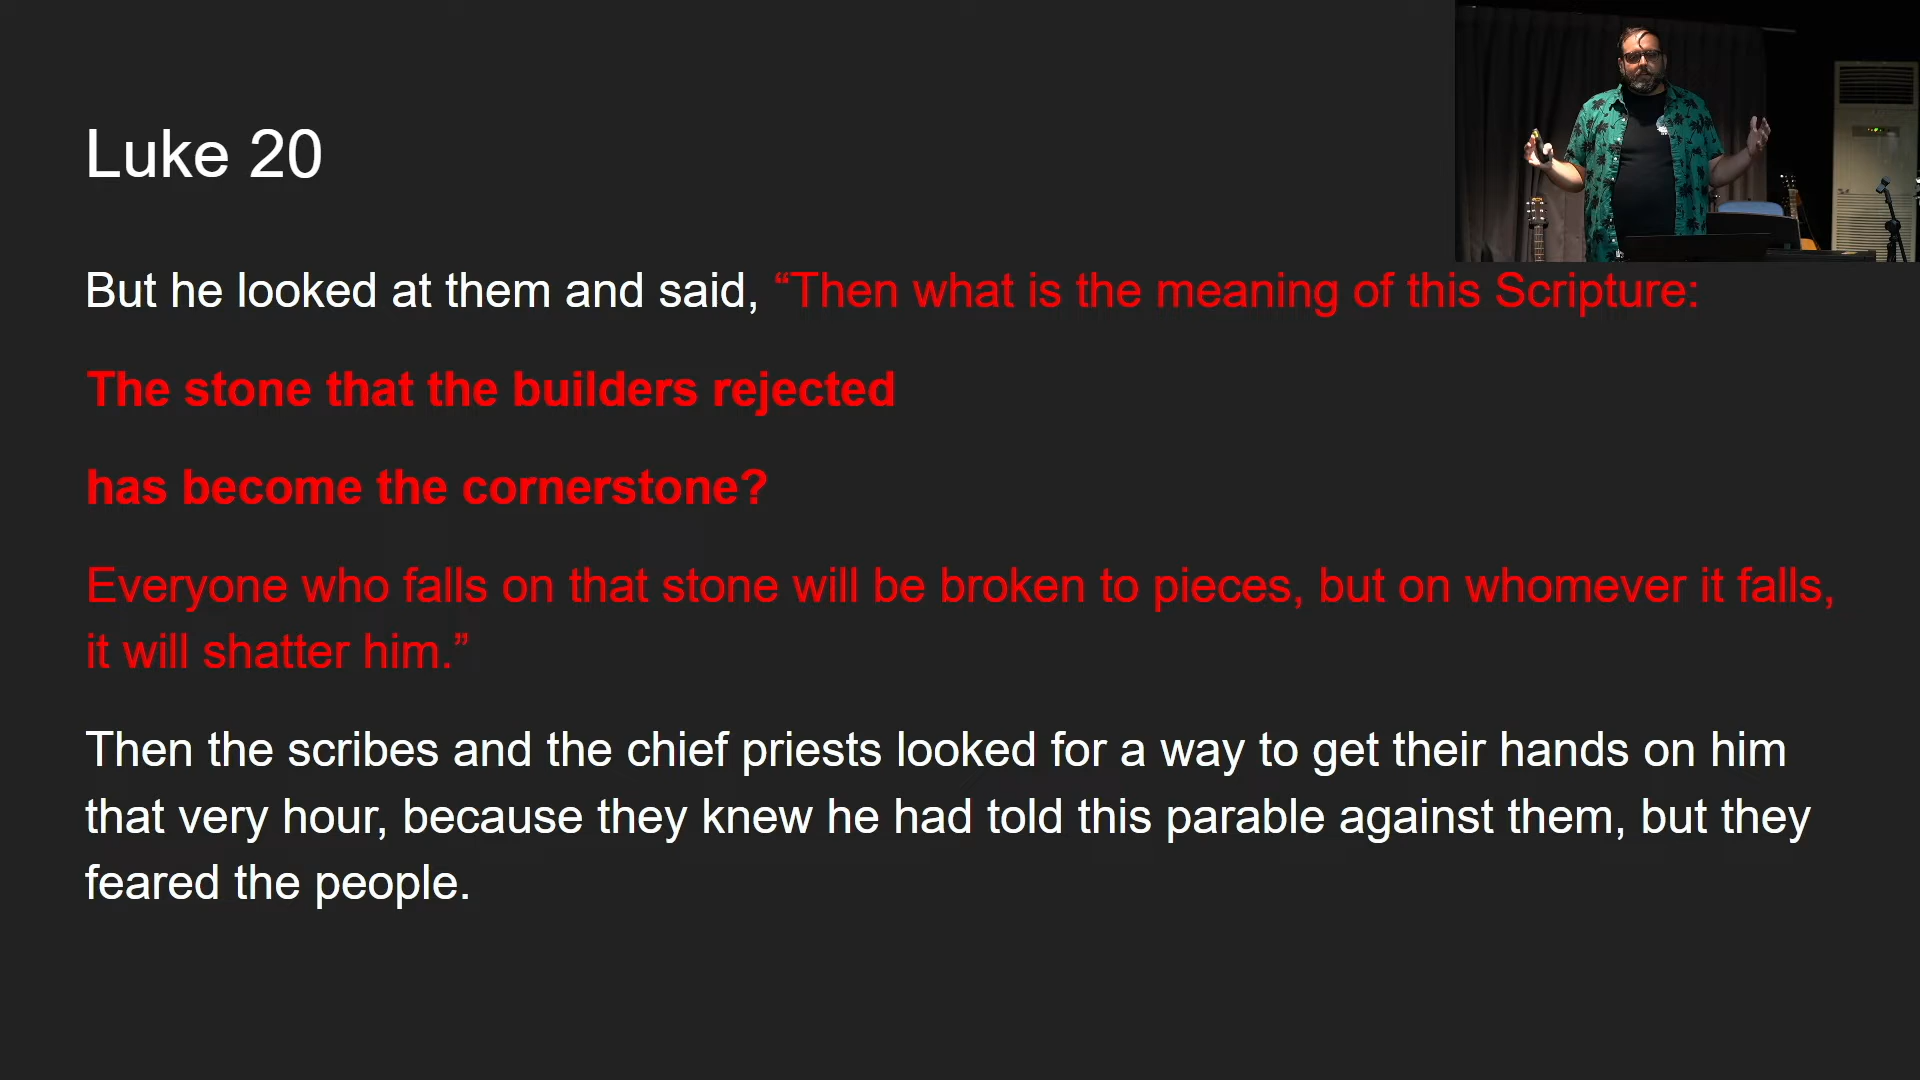 Luke 20
But he looked at them and said, “Then what is the meaning of this Scripture:
The stone that the builders rejected
has become the cornerstone?
Everyone who falls on that stone will be broken to pieces, but on whomever it falls,
it will shatter him.”
Then the scribes and the chief priests looked for a way to get their hands on him
that very hour, because they knew he had told this parable against them, but they
feared the people.